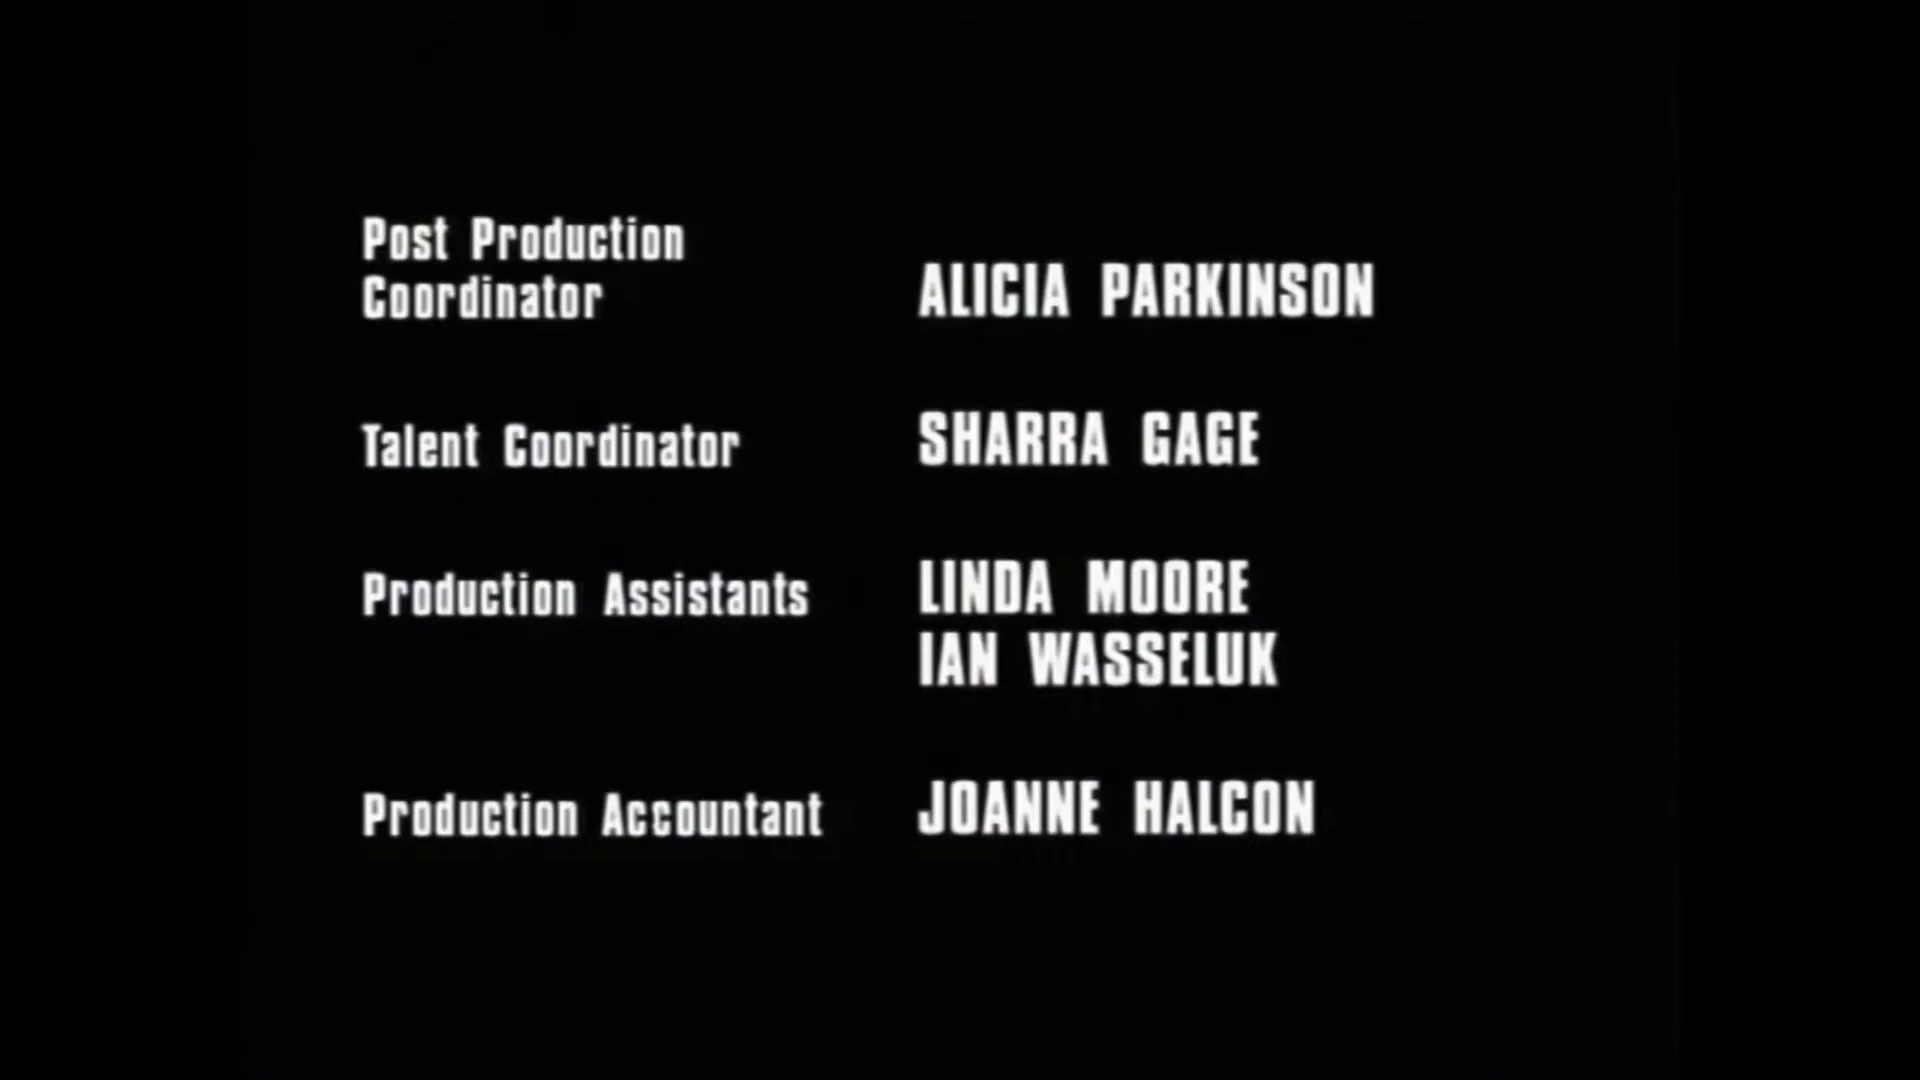 Post Production
Coordinator ALICIA PARKINSON
Talent Coordinator SHARRA GAGE
Production Assistants LINDA MOORE
IAN WASSELUK
Production Accountant JOANNE HALCON